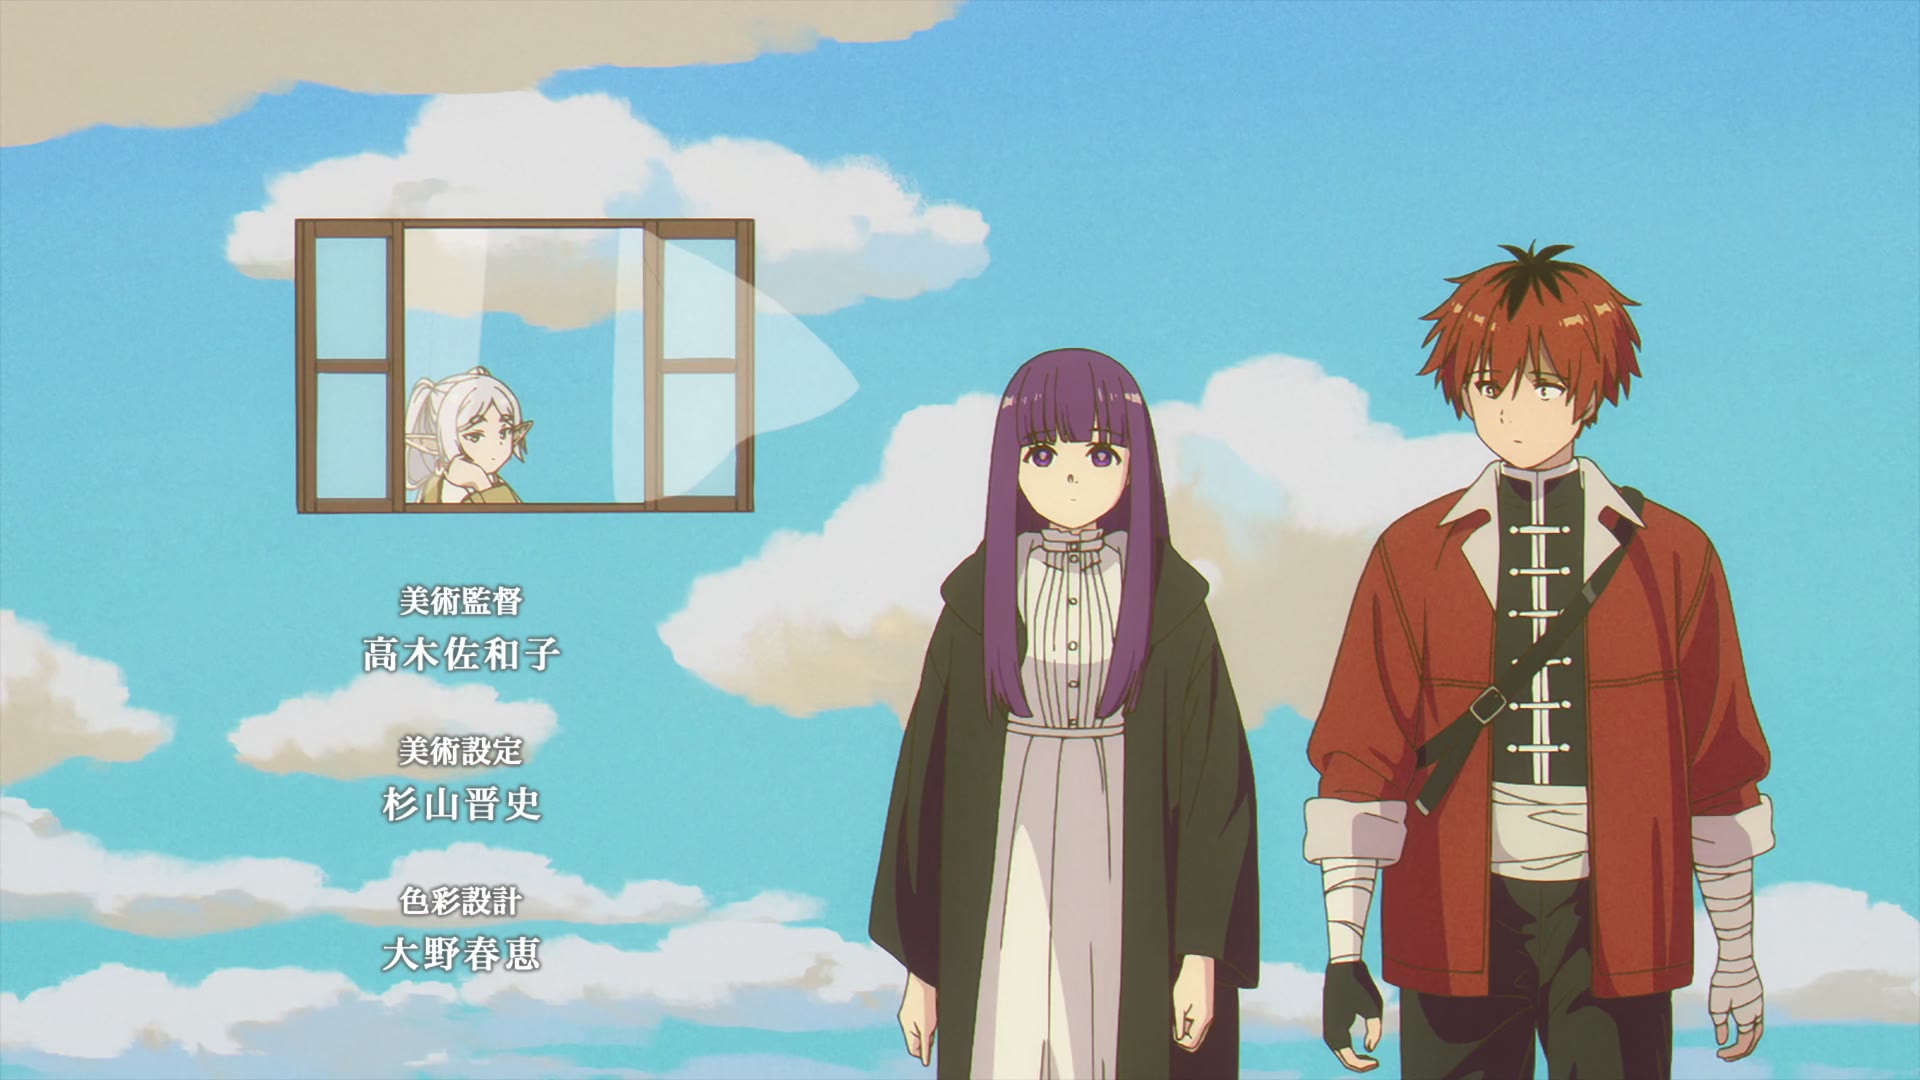 美術監督
高木佐和子
美術設定
杉山晋史
色彩設計
大野春恵